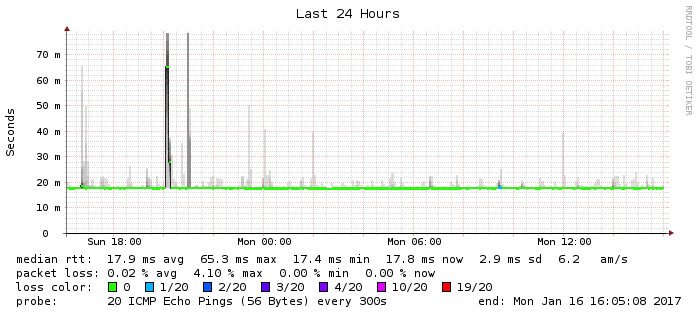 Last 24 Hours
RRDTOOL / TOBI OETIKER
Seconds
70 m
60 m
50 m
40 m
30 m
20 m
10 m
0
Sun 18:00 Mon 00:00 Mon 06:00 Mon 12:00
median rtt: 17.9 ms avg 65.3 ms max 17.4 ms min 17.8 ms now 2.9 ms sd 6.2 am/s
packet loss: 0.02 % avg 4.10 % max 0.00 % min 0.00 % now
loss color: 0 1/20 2/20 3/20 4/20 10/20 19/20
probe: 20 ICMP Echo Pings (56 Bytes) every 300s end: Mon Jan 16 16:05:08 2017